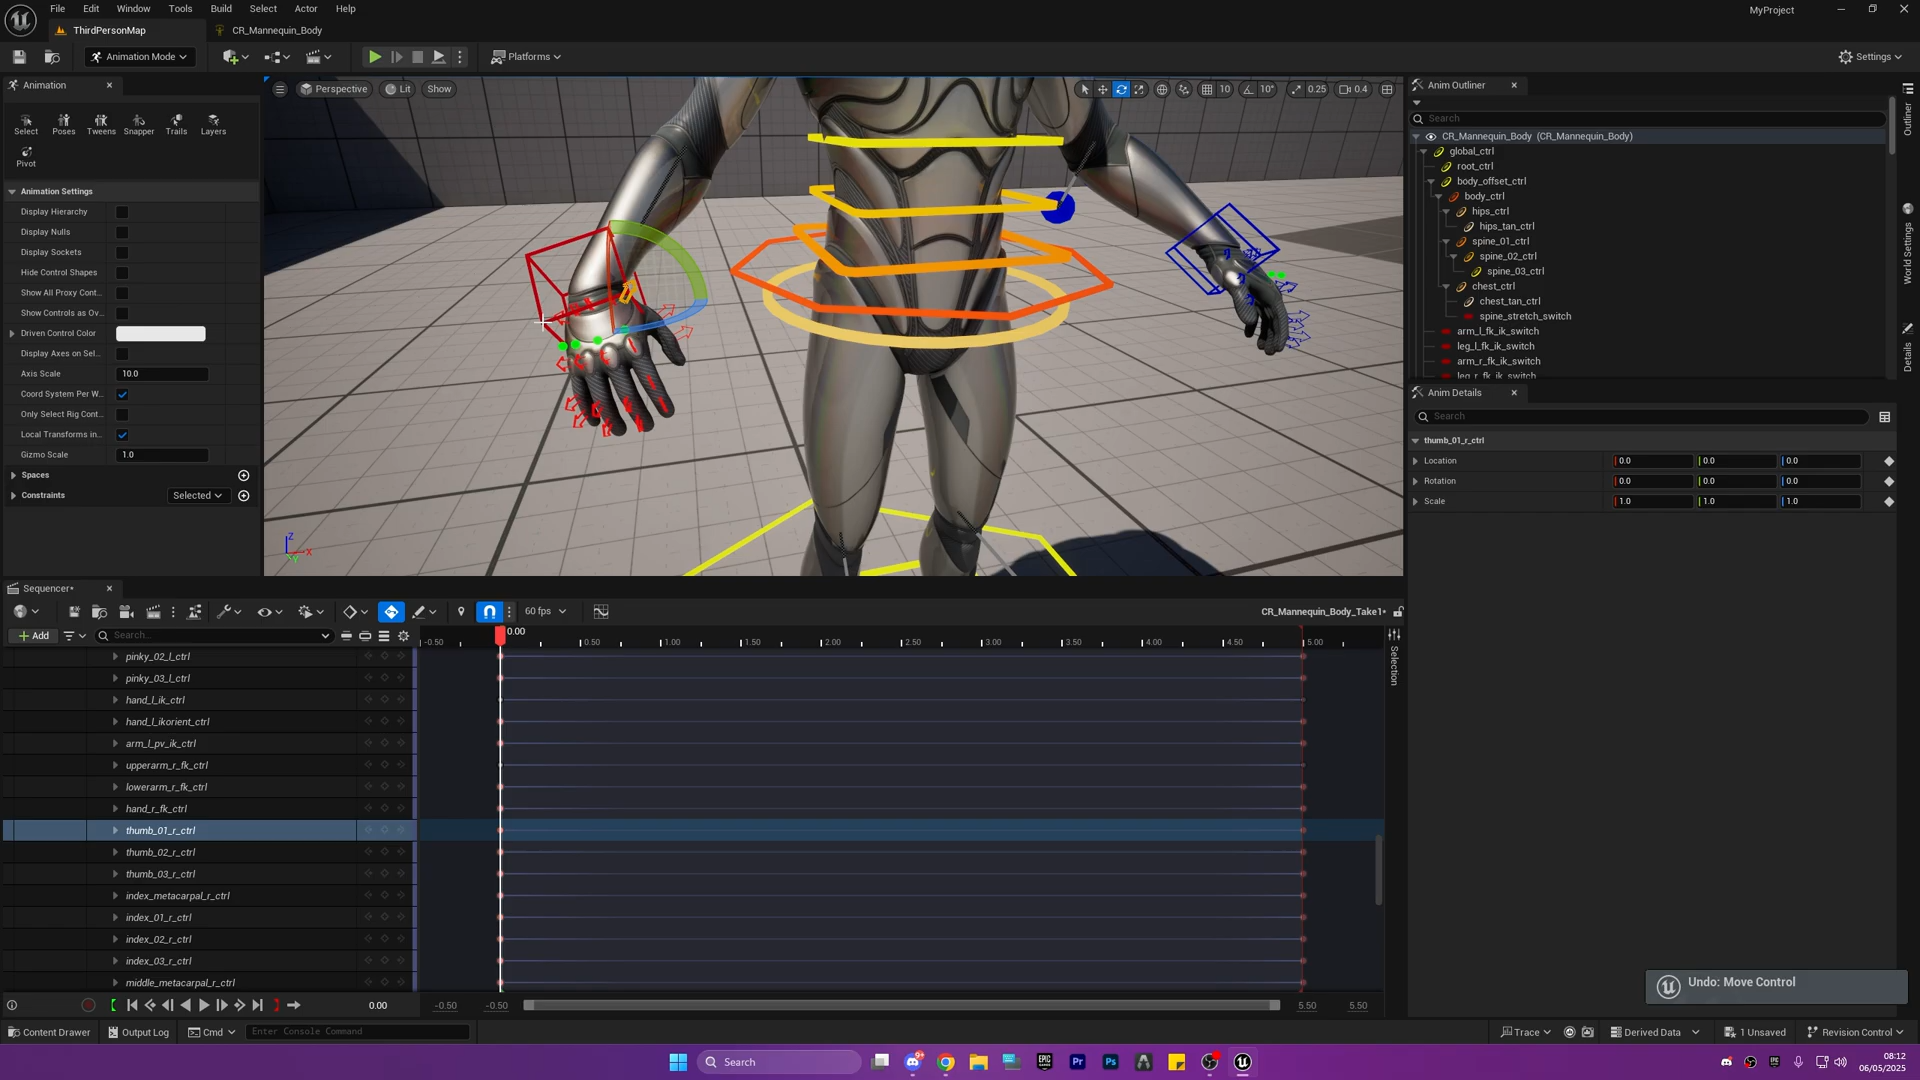 File Edit Window Tools Build Select Actor Help
MyProject
ThirdPersonMap
CR_Mannequin_Body
Animation Mode
Platforms
Settings
Animation
Select Poses Tweens Snapper Trails Layers
Pivot
Animation Settings
Display Hierarchy
Display Nulls
Display Sockets
Hide Control Shapes
Show All Proxy Cont...
Show Controls as Ov...
Driven Control Color
Display Axes on Sel...
Axis Scale 10.0
Coord System Per W...
Only Select Rig Cont...
Local Transforms in...
Gizmo Scale 1.0
Spaces
Constraints Selected
Perspective Lit Show
10 10° 0.25 0.4
Z X Y
Anim Outliner
Search
CR_Mannequin_Body (CR_Mannequin_Body)
global_ctrl
root_ctrl
body_offset_ctrl
body_ctrl
hips_ctrl
hips_tan_ctrl
spine_01_ctrl
spine_02_ctrl
spine_03_ctrl
chest_ctrl
chest_tan_ctrl
spine_stretch_switch
arm_l_fk_ik_switch
leg_l_fk_ik_switch
arm_r_fk_ik_switch
leg_r_fk_ik_switch
Outliner
World Settings
Details
Anim Details
Search
thumb_01_r_ctrl
Location 0.0 0.0 0.0
Rotation 0.0 0.0 0.0
Scale 1.0 1.0 1.0
Sequencer*
60 fps
CR_Mannequin_Body_Take1*
Add
Search...
0.00
-0.50 0.50 1.00 1.50 2.00 2.50 3.00 3.50 4.00 4.50 5.00
Selection
pinky_02_l_ctrl
pinky_03_l_ctrl
hand_l_ik_ctrl
hand_l_ikorient_ctrl
arm_l_pv_ik_ctrl
upperarm_r_fk_ctrl
lowerarm_r_fk_ctrl
hand_r_fk_ctrl
thumb_01_r_ctrl
thumb_02_r_ctrl
thumb_03_r_ctrl
index_metacarpal_r_ctrl
index_01_r_ctrl
index_02_r_ctrl
index_03_r_ctrl
middle_metacarpal_r_ctrl
Undo: Move Control
0.00 -0.50 -0.50 5.50 5.50
Content Drawer Output Log Cmd Enter Console Command
Trace Derived Data 1 Unsaved Revision Control
Search
08:12
06/05/2025